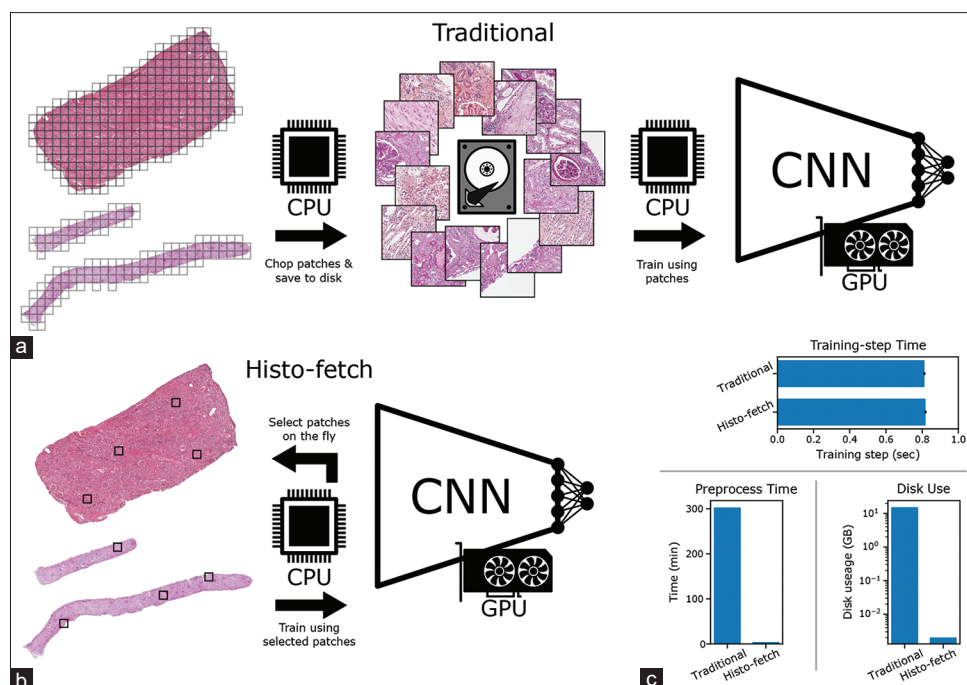 Traditional
CPU
Chop patches &
save to disk
CPU
Train using
patches
CNN
GPU
a
Histo-fetch
Select patches
on the fly
CPU
Train using
selected patches
CNN
GPU
b
Training-step Time
Traditional
Histo-fetch
0.0 0.2 0.4 0.6 0.8 1.0
Training step (sec)
Preprocess Time
Time (min)
300
200
100
0
Traditional Histo-fetch
Disk Use
Disk useage (GB)
10¹
10⁰
10⁻¹
10⁻²
Traditional Histo-fetch
c